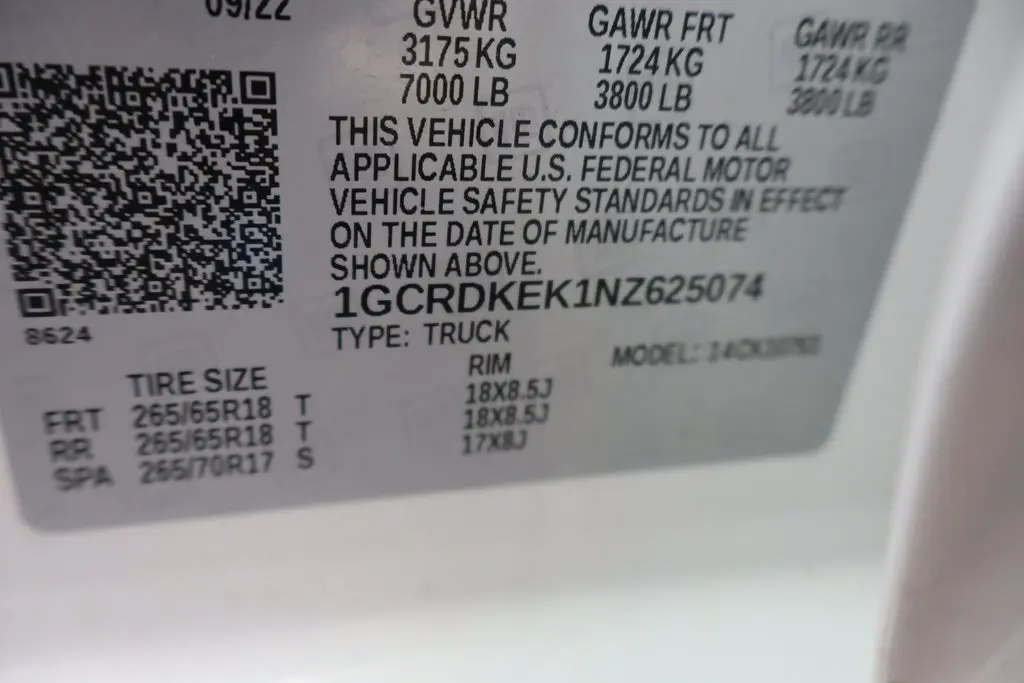 09/22
GVWR GAWR FRT GAWR RR
3175 KG 1724 KG 1724 KG
7000 LB 3800 LB 3800 LB
THIS VEHICLE CONFORMS TO ALL
APPLICABLE U.S. FEDERAL MOTOR
VEHICLE SAFETY STANDARDS IN EFFECT
ON THE DATE OF MANUFACTURE
SHOWN ABOVE.
1GCRDKEK1NZ625074
8624
TYPE: TRUCK MODEL:
TIRE SIZE RIM
FRT 265/65R18 T 18X8.5J
RR 265/65R18 T 18X8.5J
SPA 265/70R17 S 17X8J